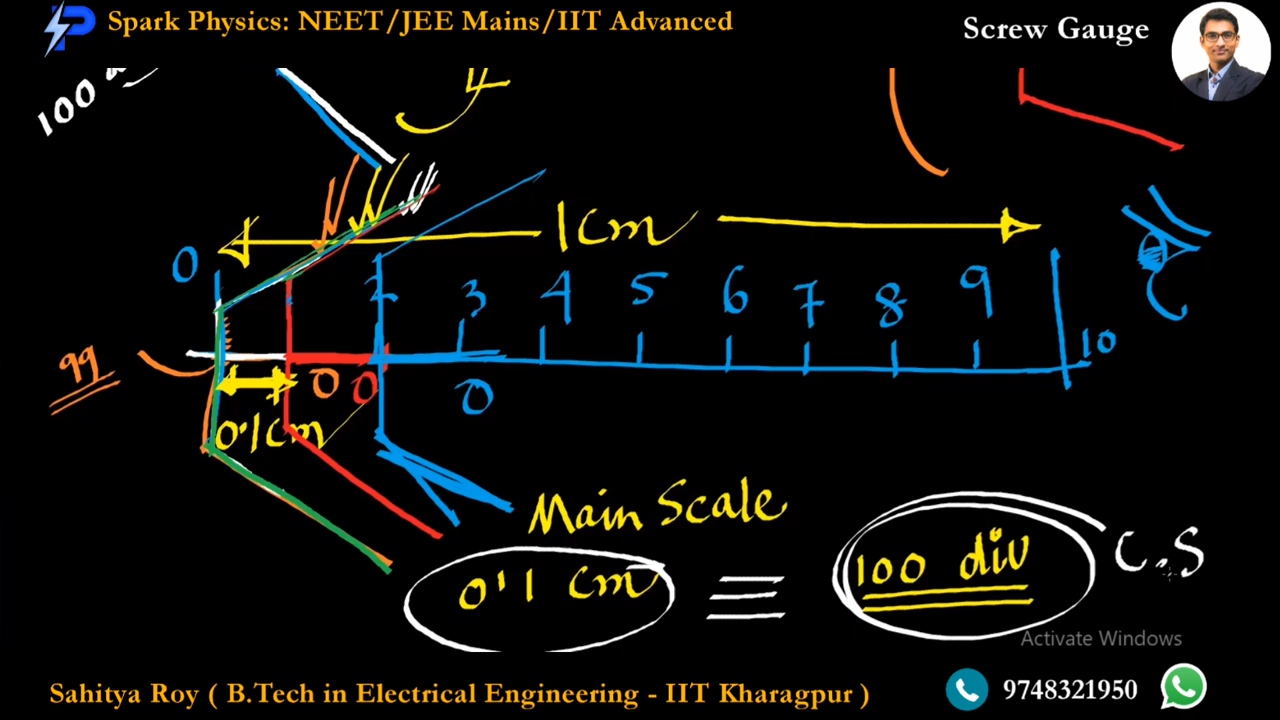 Spark Physics: NEET/JEE Mains/IIT Advanced
Screw Gauge
100
1cm
0
2 3 4 5 6 7 8 9
10
99
0 0 0
0.1cm
Main Scale
0.1 cm ≡ 100 div C.S
Activate Windows
Sahitya Roy ( B.Tech in Electrical Engineering - IIT Kharagpur )
9748321950